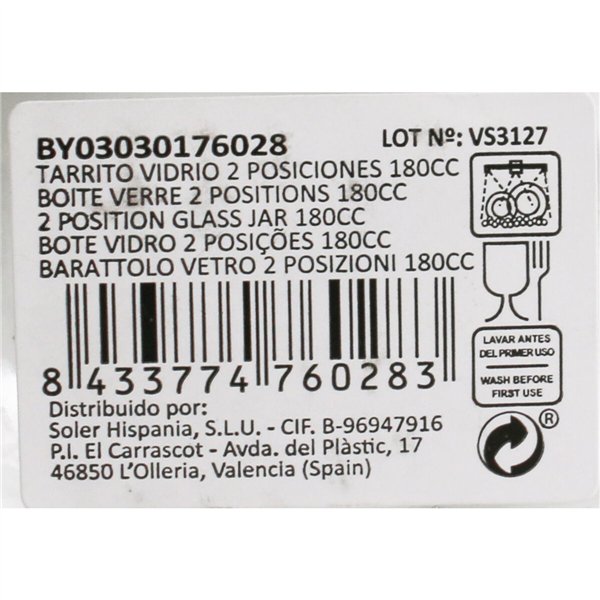 BY03030176028
LOT Nº: VS3127
TARRITO VIDRIO 2 POSICIONES 180CC
BOITE VERRE 2 POSITIONS 180CC
2 POSITION GLASS JAR 180CC
BOTE VIDRO 2 POSIÇÕES 180CC
BARATTOLO VETRO 2 POSIZIONI 180CC
LAVAR ANTES
DEL PRIMER USO
WASH BEFORE
FIRST USE
8 433774 760283
Distribuido por:
Soler Hispania, S.L.U. - CIF. B-96947916
P.I. El Carrascot - Avda. del Plàstic, 17
46850 L'Olleria, Valencia (Spain)
®